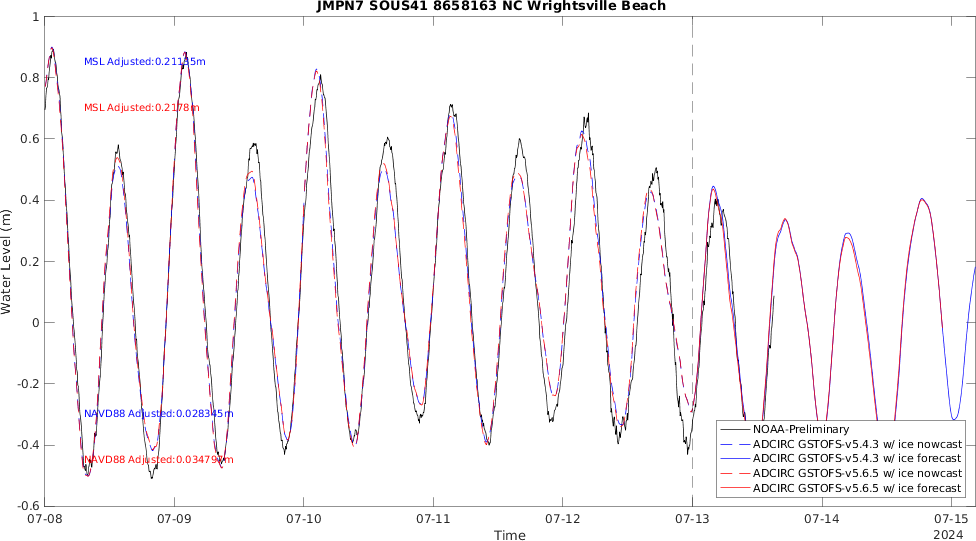 JMPN7 SOUS41 8658163 NC Wrightsville Beach
1
0.8
0.6
0.4
0.2
0
-0.2
-0.4
-0.6
Water Level (m)
MSL Adjusted:0.21135m
MSL Adjusted:0.2178m
NAVD88 Adjusted:0.028345m
NAVD88 Adjusted:0.034797m
NOAA-Preliminary
ADCIRC GSTOFS-v5.4.3 w/ ice nowcast
ADCIRC GSTOFS-v5.4.3 w/ ice forecast
ADCIRC GSTOFS-v5.6.5 w/ ice nowcast
ADCIRC GSTOFS-v5.6.5 w/ ice forecast
07-08 07-09 07-10 07-11 07-12 07-13 07-14 07-15
Time
2024